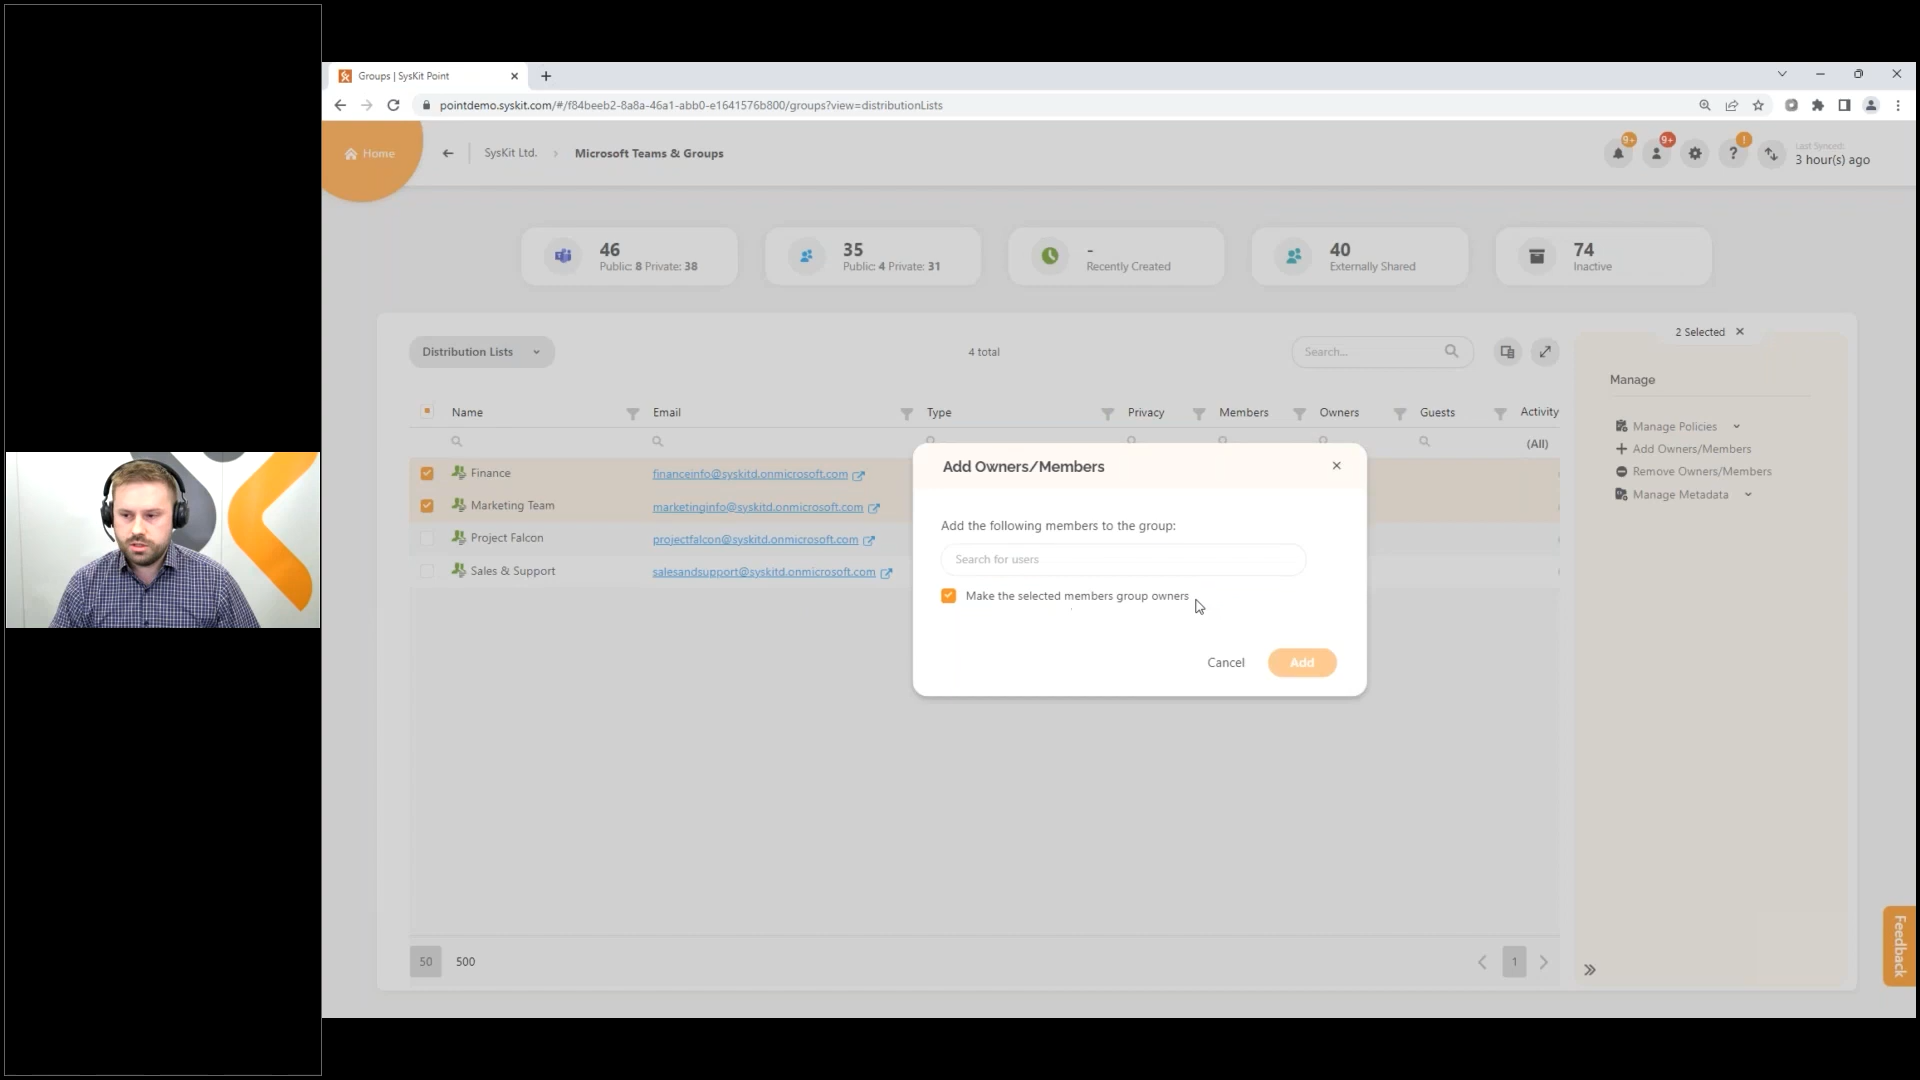 Groups | SysKit Point
pointdemo.syskit.com/#/f84beeb2-8a8a-46a1-abb0-e1641576b800/groups?view=distributionLists
Home
SysKit Ltd.
Microsoft Teams & Groups
9+
9+
!
?
Last Synced:
3 hour(s) ago
46
Public: 8 Private: 38
35
Public: 4 Private: 31
-
Recently Created
40
Externally Shared
74
Inactive
Distribution Lists
4 total
Search...
2 Selected
Manage
Manage Policies
Add Owners/Members
Remove Owners/Members
Manage Metadata
Name
Email
Type
Privacy
Members
Owners
Guests
Activity
(All)
Finance
financeinfo@syskitd.onmicrosoft.com
Marketing Team
marketinginfo@syskitd.onmicrosoft.com
Project Falcon
projectfalcon@syskitd.onmicrosoft.com
Sales & Support
salesandsupport@syskitd.onmicrosoft.com
Add Owners/Members
Add the following members to the group:
Search for users
Make the selected members group owners
Cancel
Add
50
500
1
Feedback